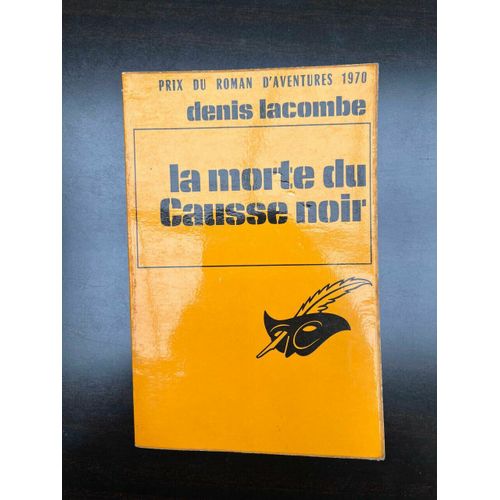 PRIX DU ROMAN D'AVENTURES 1970
denis lacombe
la morte du
Causse noir